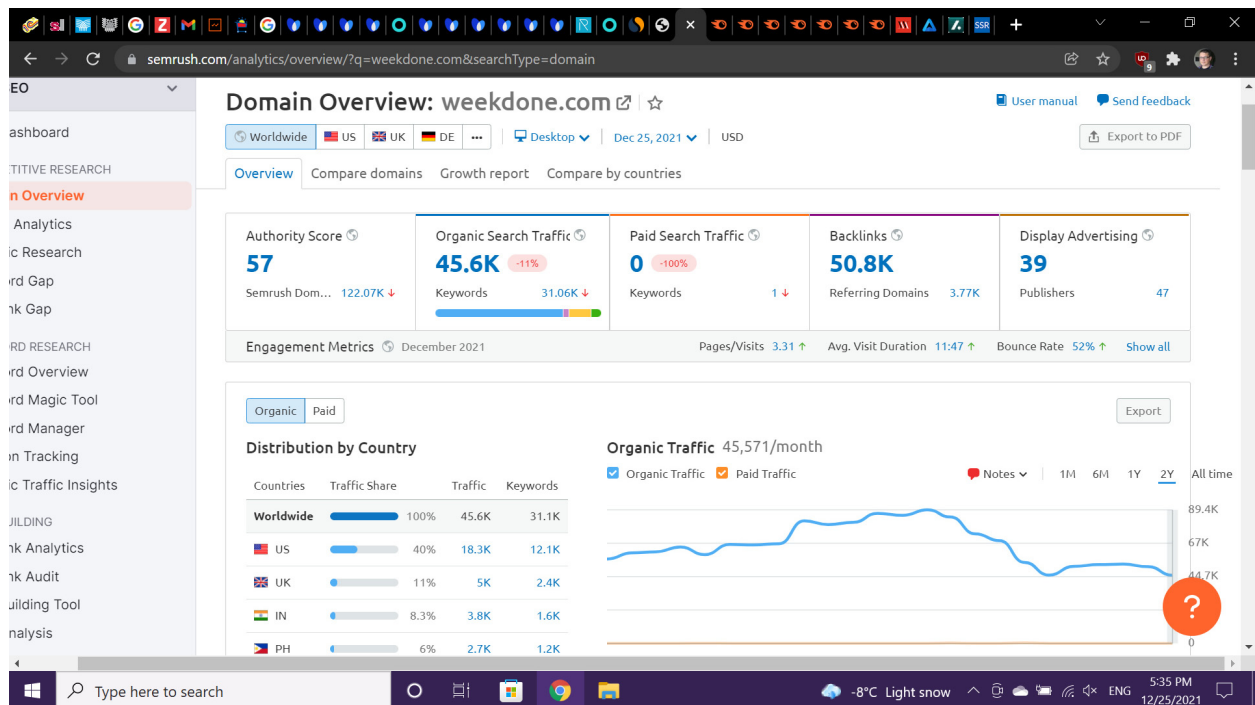 semrush.com/analytics/overview/?q=weekdone.com&searchType=domain
EO
Domain Overview: weekdone.com
User manual
Send feedback
ashboard
Worldwide US UK DE ... Desktop Dec 25, 2021 USD
Export to PDF
TITIVE RESEARCH
Overview Compare domains Growth report Compare by countries
n Overview
Analytics
ic Research
rd Gap
nk Gap
Authority Score
57
Semrush Dom... 122.07K ↓
Organic Search Traffic
45.6K -11%
Keywords 31.06K ↓
Paid Search Traffic
0 -100%
Keywords 1 ↓
Backlinks
50.8K
Referring Domains 3.77K
Display Advertising
39
Publishers 47
RD RESEARCH
Engagement Metrics December 2021 Pages/Visits 3.31 ↑ Avg. Visit Duration 11:47 ↑ Bounce Rate 52% ↑ Show all
rd Overview
rd Magic Tool
rd Manager
on Tracking
ic Traffic Insights
Organic Paid
Export
Distribution by Country
Countries Traffic Share Traffic Keywords
Worldwide 100% 45.6K 31.1K
US 40% 18.3K 12.1K
UK 11% 5K 2.4K
IN 8.3% 3.8K 1.6K
PH 6% 2.7K 1.2K
Organic Traffic 45,571/month
Organic Traffic Paid Traffic
Notes 1M 6M 1Y 2Y All time
89.4K
67K
44.7K
0
?
UILDING
nk Analytics
nk Audit
uilding Tool
nalysis
Type here to search
-8°C Light snow
ENG
5:35 PM
12/25/2021